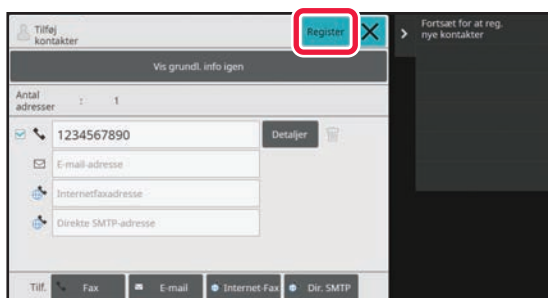 Tilføj
kontakter
Register
Fortsæt for at reg.
nye kontakter
Vis grundl. info igen
Antal
adresser : 1
1234567890
Detaljer
E-mail-adresse
Internetfaxadresse
Direkte SMTP-adresse
Tilf. Fax E-mail Internet-Fax Dir. SMTP